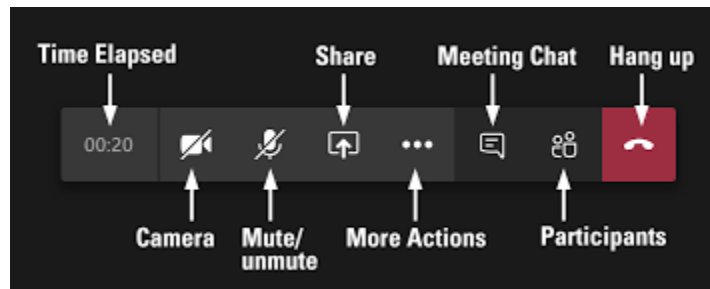 Time Elapsed
Share
Meeting Chat
Hang up
00:20
Camera
Mute/
unmute
More Actions
Participants